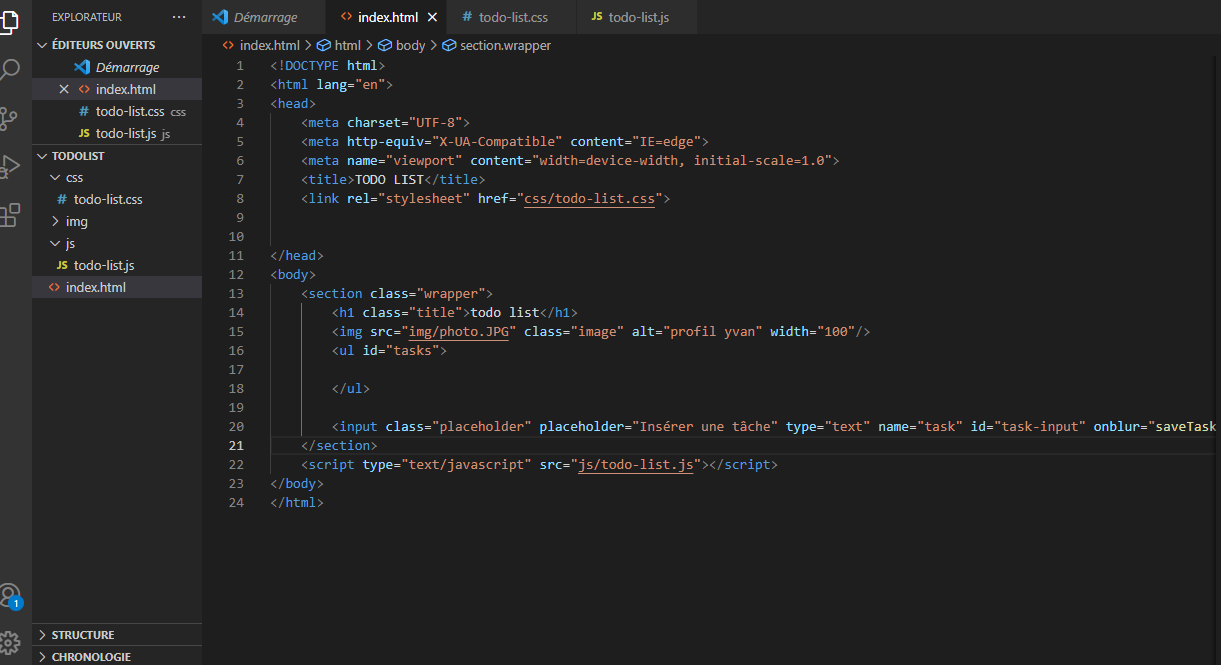 EXPLORATEUR ···
ÉDITEURS OUVERTS
Démarrage
index.html
todo-list.css css
todo-list.js js
TODOLIST
css
todo-list.css
img
js
todo-list.js
index.html
1
STRUCTURE
CHRONOLOGIE
Démarrage index.html todo-list.css todo-list.js
index.html > html > body > section.wrapper
1 <!DOCTYPE html>
2 <html lang="en">
3 <head>
4 <meta charset="UTF-8">
5 <meta http-equiv="X-UA-Compatible" content="IE=edge">
6 <meta name="viewport" content="width=device-width, initial-scale=1.0">
7 <title>TODO LIST</title>
8 <link rel="stylesheet" href="css/todo-list.css">
9
10
11 </head>
12 <body>
13 <section class="wrapper">
14 <h1 class="title">todo list</h1>
15 <img src="img/photo.JPG" class="image" alt="profil yvan" width="100"/>
16 <ul id="tasks">
17
18 </ul>
19
20 <input class="placeholder" placeholder="Insérer une tâche" type="text" name="task" id="task-input" onblur="saveTask
21 </section>
22 <script type="text/javascript" src="js/todo-list.js"></script>
23 </body>
24 </html>